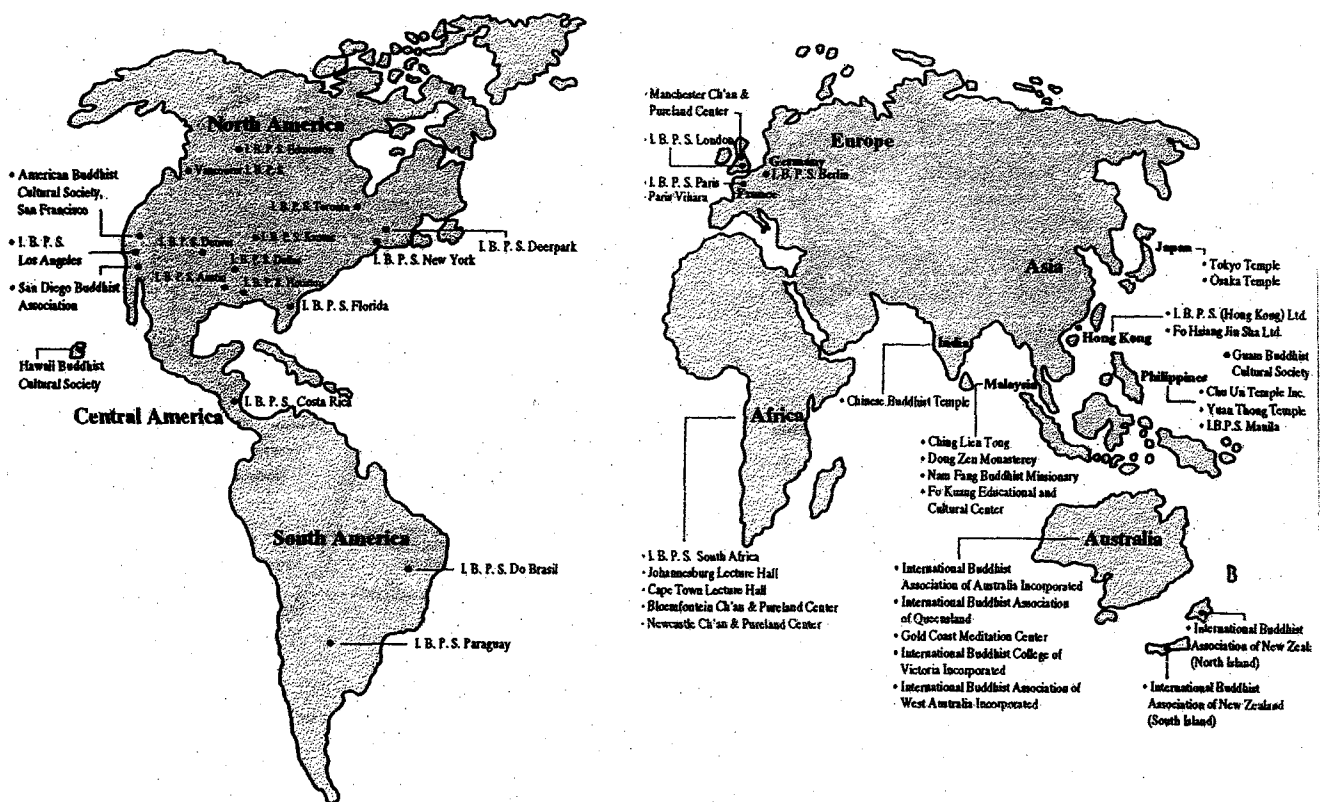 North America
I. B. P. S. Edmonton
Vancouver I. B. P. S.
• American Buddhist
Cultural Society,
San Francisco
• I. B. P. S.
Los Angeles
• San Diego Buddhist
Association
I. B. P. S. Toronto
I. B. P. S. Denver
I. B. P. S.
I. B. P. S. Dallas
I. B. P. S. Austin
I. B. P. S. Houston
I. B. P. S. Deerpark
I. B. P. S. New York
I. B. P. S. Florida
Hawaii Buddhist
Cultural Society
I. B. P. S. Costa Rica
Central America
South America
I. B. P. S. Do Brasil
I. B. P. S. Paraguay
· Manchester Ch'an &
Pureland Center
· I. B. P. S. London
· I. B. P. S. Paris
Paris Vihara
Europe
Germany
• I. B. P. S. Berlin
France
Asia
Japan
• Tokyo Temple
• Osaka Temple
• I. B. P. S. (Hong Kong) Ltd.
• Fo Hsiang Jin Sha Ltd.
Hong Kong
• Guam Buddhist
Cultural Society
Philippines
• Chu Un Temple Inc.
• Yuan Thong Temple
• I.B.P.S. Manila
India
• Chinese Buddhist Temple
Malaysia
• Ching Lien Tong
• Dong Zen Monasterey
• Nam Fang Buddhist Missionary
• Fo Kuang Educational and
Cultural Center
Africa
· I. B. P. S. South Africa
· Johannesburg Lecture Hall
· Cape Town Lecture Hall
· Bloemfontein Ch'an & Pureland Center
· Newcastle Ch'an & Pureland Center
Australia
• International Buddhist
Association of Australia Incorporated
• International Buddhist Association
of Queensland
• Gold Coast Meditation Center
• International Buddhist College of
Victoria Incorporated
• International Buddhist Association of
West Australia Incorporated
• International Buddhist
Association of New Zeal
(North Island)
• International Buddhist
Association of New Zealand
(South Island)